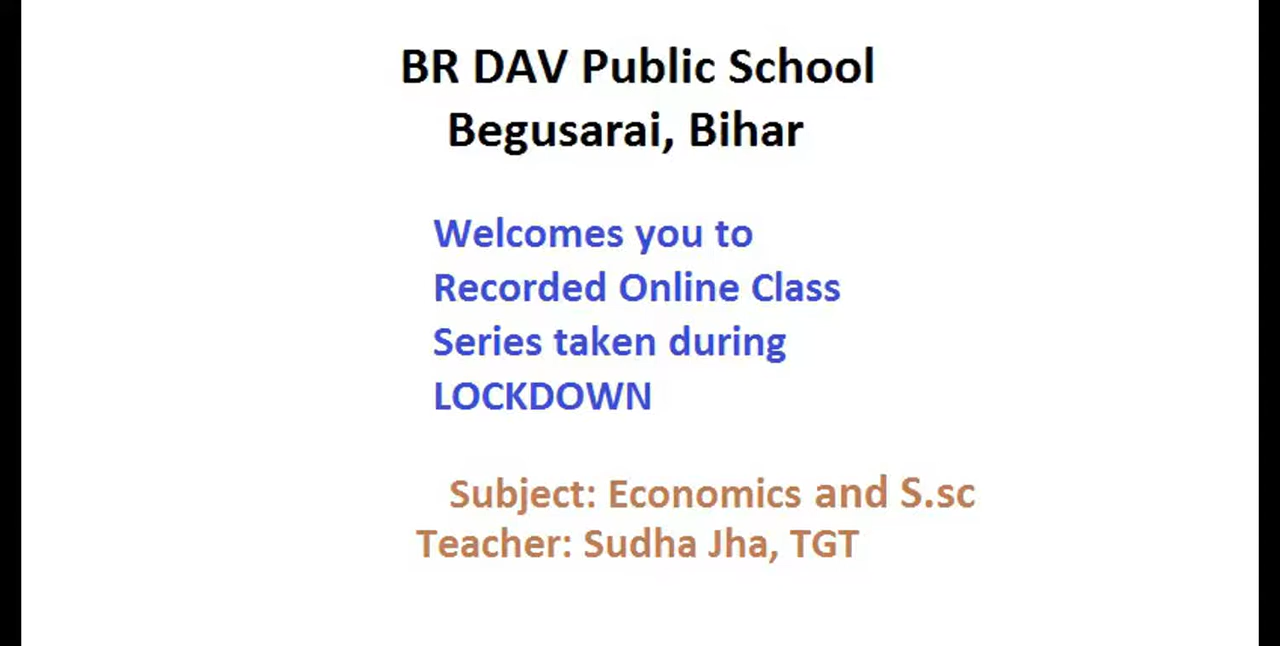 BR DAV Public School
Begusarai, Bihar
Welcomes you to
Recorded Online Class
Series taken during
LOCKDOWN
Subject: Economics and S.sc
Teacher: Sudha Jha, TGT